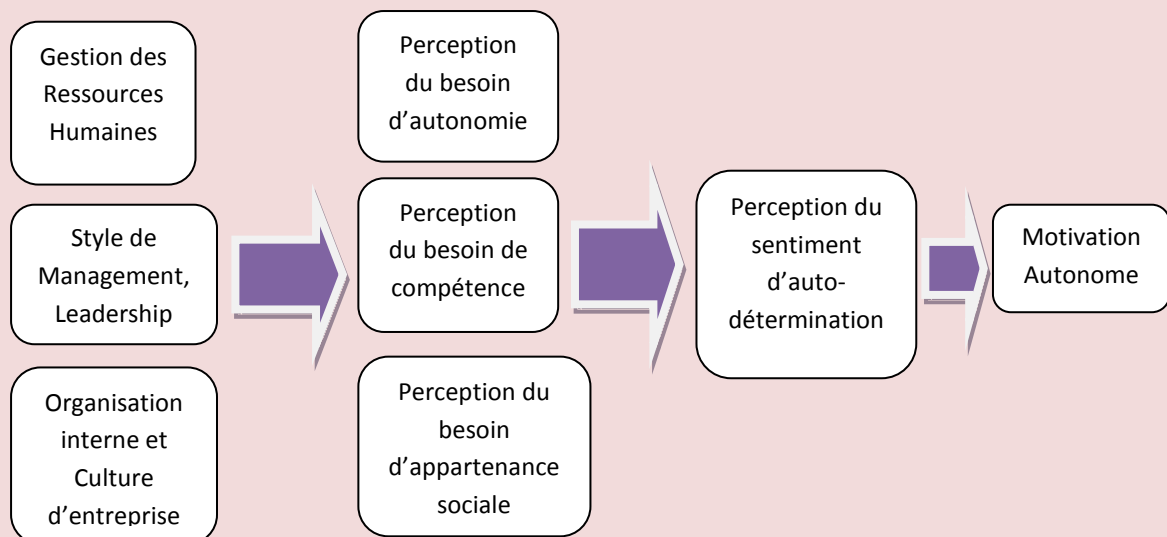 Gestion des
Ressources
Humaines
Style de
Management,
Leadership
Organisation
interne et
Culture
d’entreprise
Perception
du besoin
d’autonomie
Perception
du besoin de
compétence
Perception du
besoin
d’appartenance
sociale
Perception du
sentiment
d’auto-
détermination
Motivation
Autonome